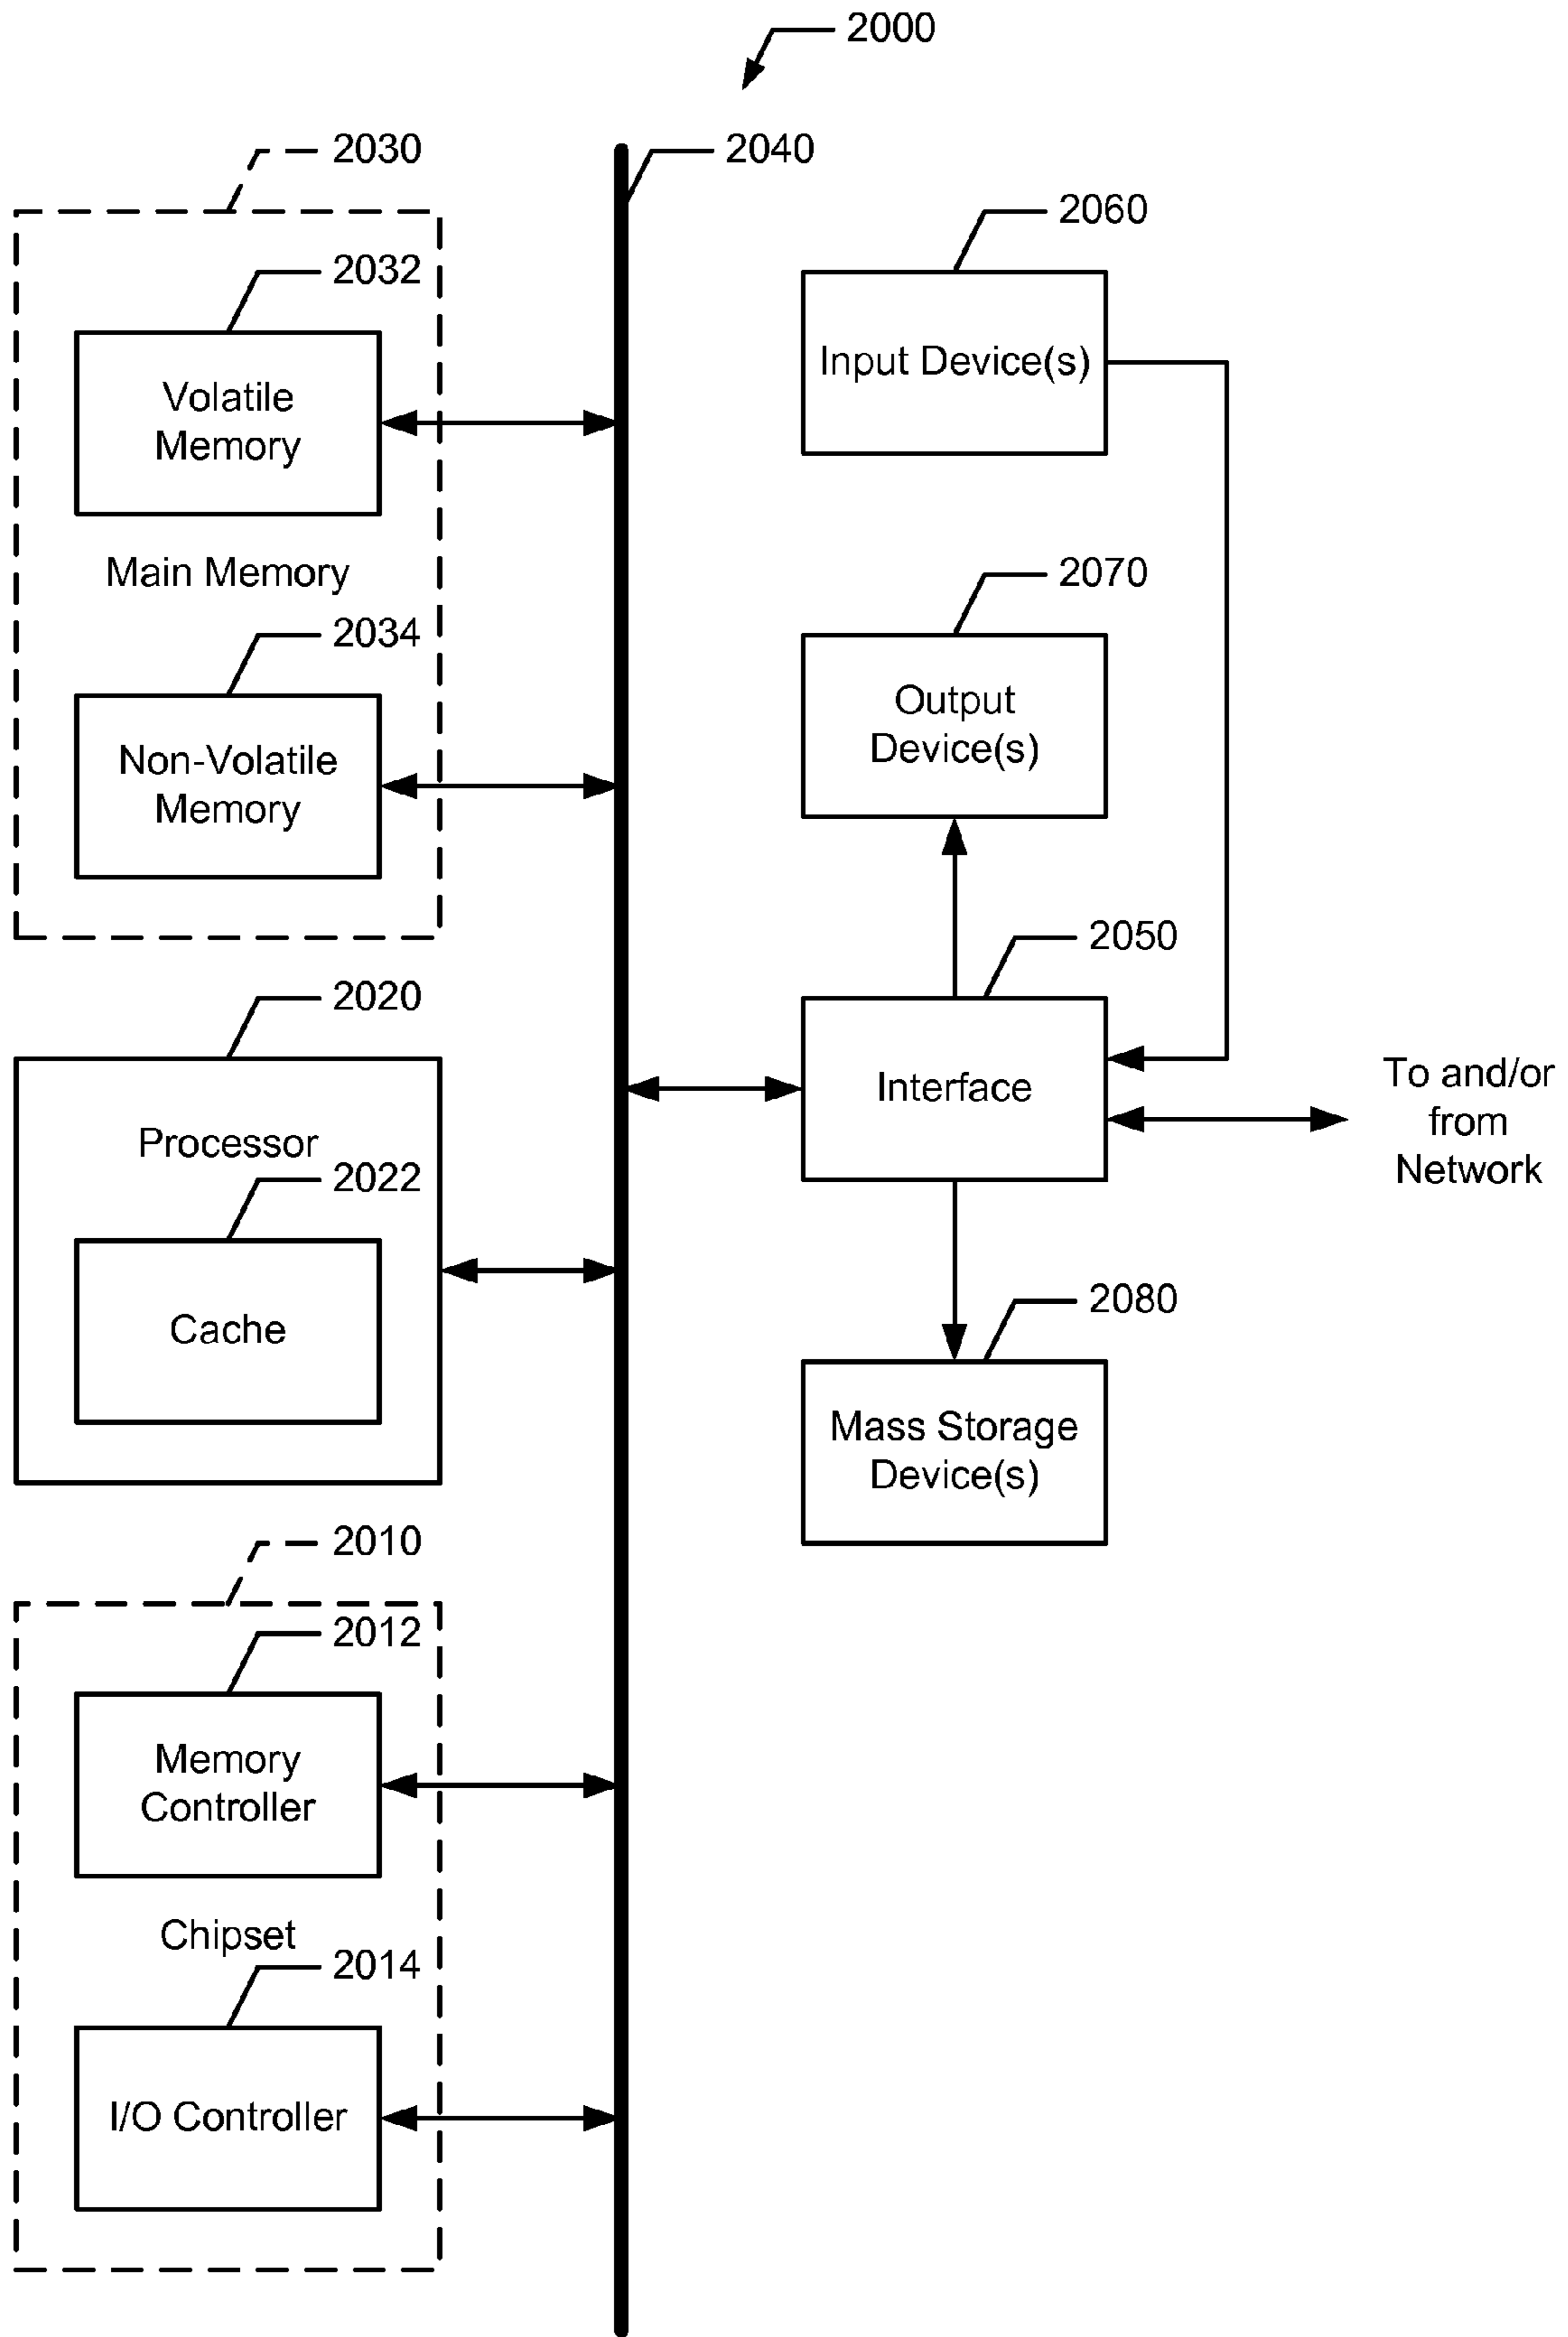 2000
2030
2040
2060
2032
Input Device(s)
Volatile
Memory
Main Memory
2070
2034
Output
Device(s)
Non-Volatile
Memory
2050
2020
Interface
To and/or
from
Network
Processor
2022
Cache
2080
Mass Storage
Device(s)
2010
2012
Memory
Controller
Chipset
2014
I/O Controller